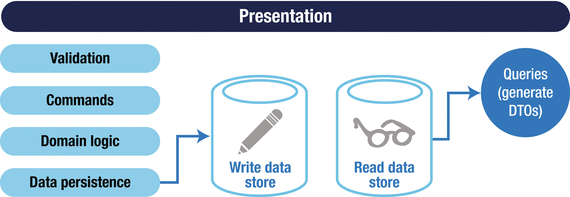 Presentation
Validation
Commands
Domain logic
Data persistence
Write data
store
Read data
store
Queries
(generate
DTOs)